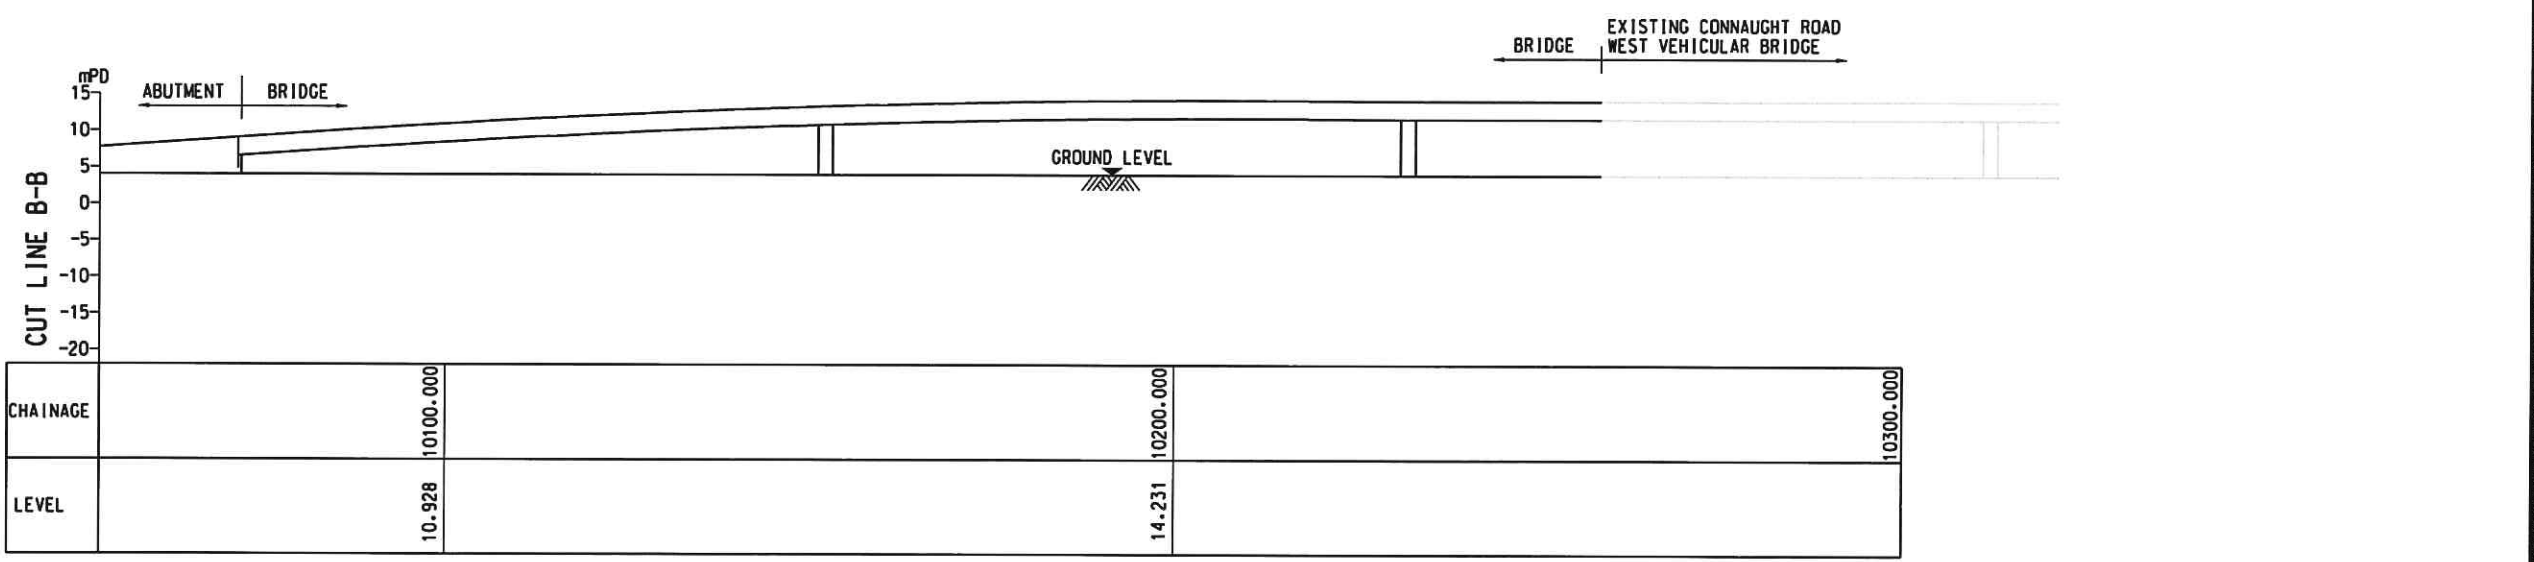 EXISTING CONNAUGHT ROAD
BRIDGE WEST VEHICULAR BRIDGE
mPD
15
ABUTMENT BRIDGE
10
5
GROUND LEVEL
0
-5
-10
-15
-20
CUT LINE B-B
CHAINAGE 10100.000 10200.000 10300.000
LEVEL 10.928 14.231